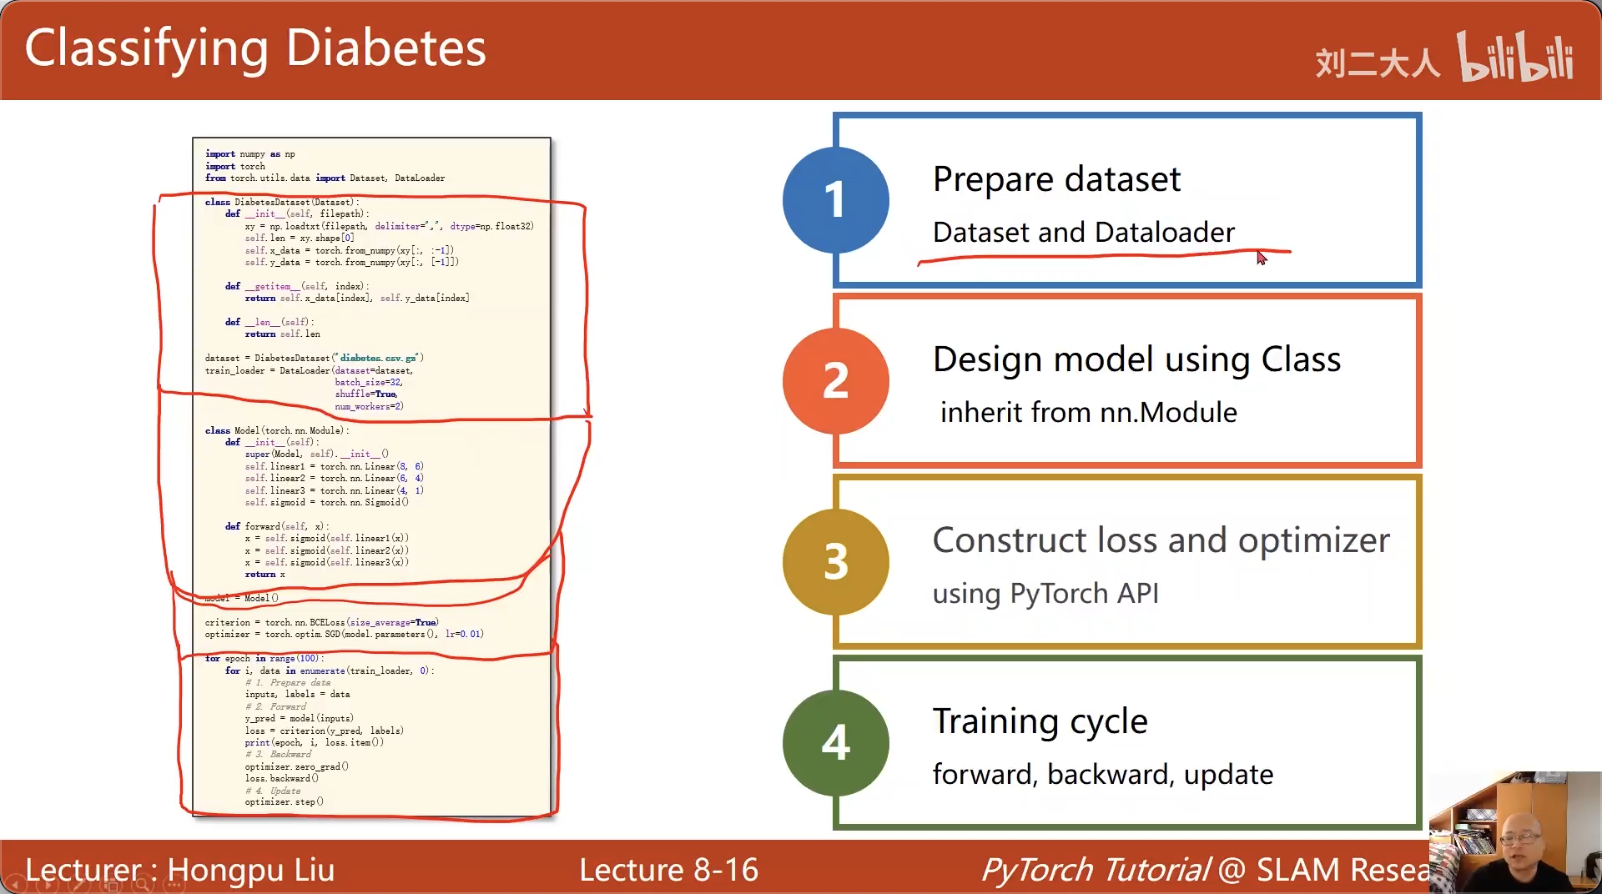 Classifying Diabetes
刘二大人 bilibili
import numpy as np
import torch
from torch.utils.data import Dataset, DataLoader
class DiabetesDataset(Dataset):
def __init__(self, filepath):
xy = np.loadtxt(filepath, delimiter=",", dtype=np.float32)
self.len = xy.shape[0]
self.x_data = torch.from_numpy(xy[:, :-1])
self.y_data = torch.from_numpy(xy[:, [-1]])
def __getitem__(self, index):
return self.x_data[index], self.y_data[index]
def __len__(self):
return self.len
dataset = DiabetesDataset("diabetes.csv.gz")
train_loader = DataLoader(dataset=dataset,
batch_size=32,
shuffle=True,
num_workers=2)
class Model(torch.nn.Module):
def __init__(self):
super(Model, self).__init__()
self.linear1 = torch.nn.Linear(8, 6)
self.linear2 = torch.nn.Linear(6, 4)
self.linear3 = torch.nn.Linear(4, 1)
self.sigmoid = torch.nn.Sigmoid()
def forward(self, x):
x = self.sigmoid(self.linear1(x))
x = self.sigmoid(self.linear2(x))
x = self.sigmoid(self.linear3(x))
return x
model = Model()
criterion = torch.nn.BCELoss(size_average=True)
optimizer = torch.optim.SGD(model.parameters(), lr=0.01)
for epoch in range(100):
for i, data in enumerate(train_loader, 0):
# 1. Prepare data
inputs, labels = data
# 2. Forward
y_pred = model(inputs)
loss = criterion(y_pred, labels)
print(epoch, i, loss.item())
# 3. Backward
optimizer.zero_grad()
loss.backward()
# 4. Update
optimizer.step()
1
Prepare dataset
Dataset and Dataloader
2
Design model using Class
inherit from nn.Module
3
Construct loss and optimizer
using PyTorch API
4
Training cycle
forward, backward, update
Lecturer : Hongpu Liu
Lecture 8-16
PyTorch Tutorial @ SLAM Resea